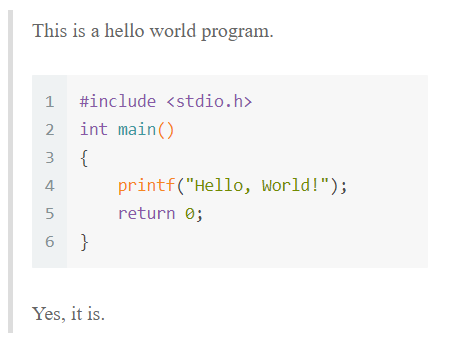 This is a hello world program.
1 #include <stdio.h>
2 int main()
3 {
4     printf("Hello, World!");
5     return 0;
6 }
Yes, it is.